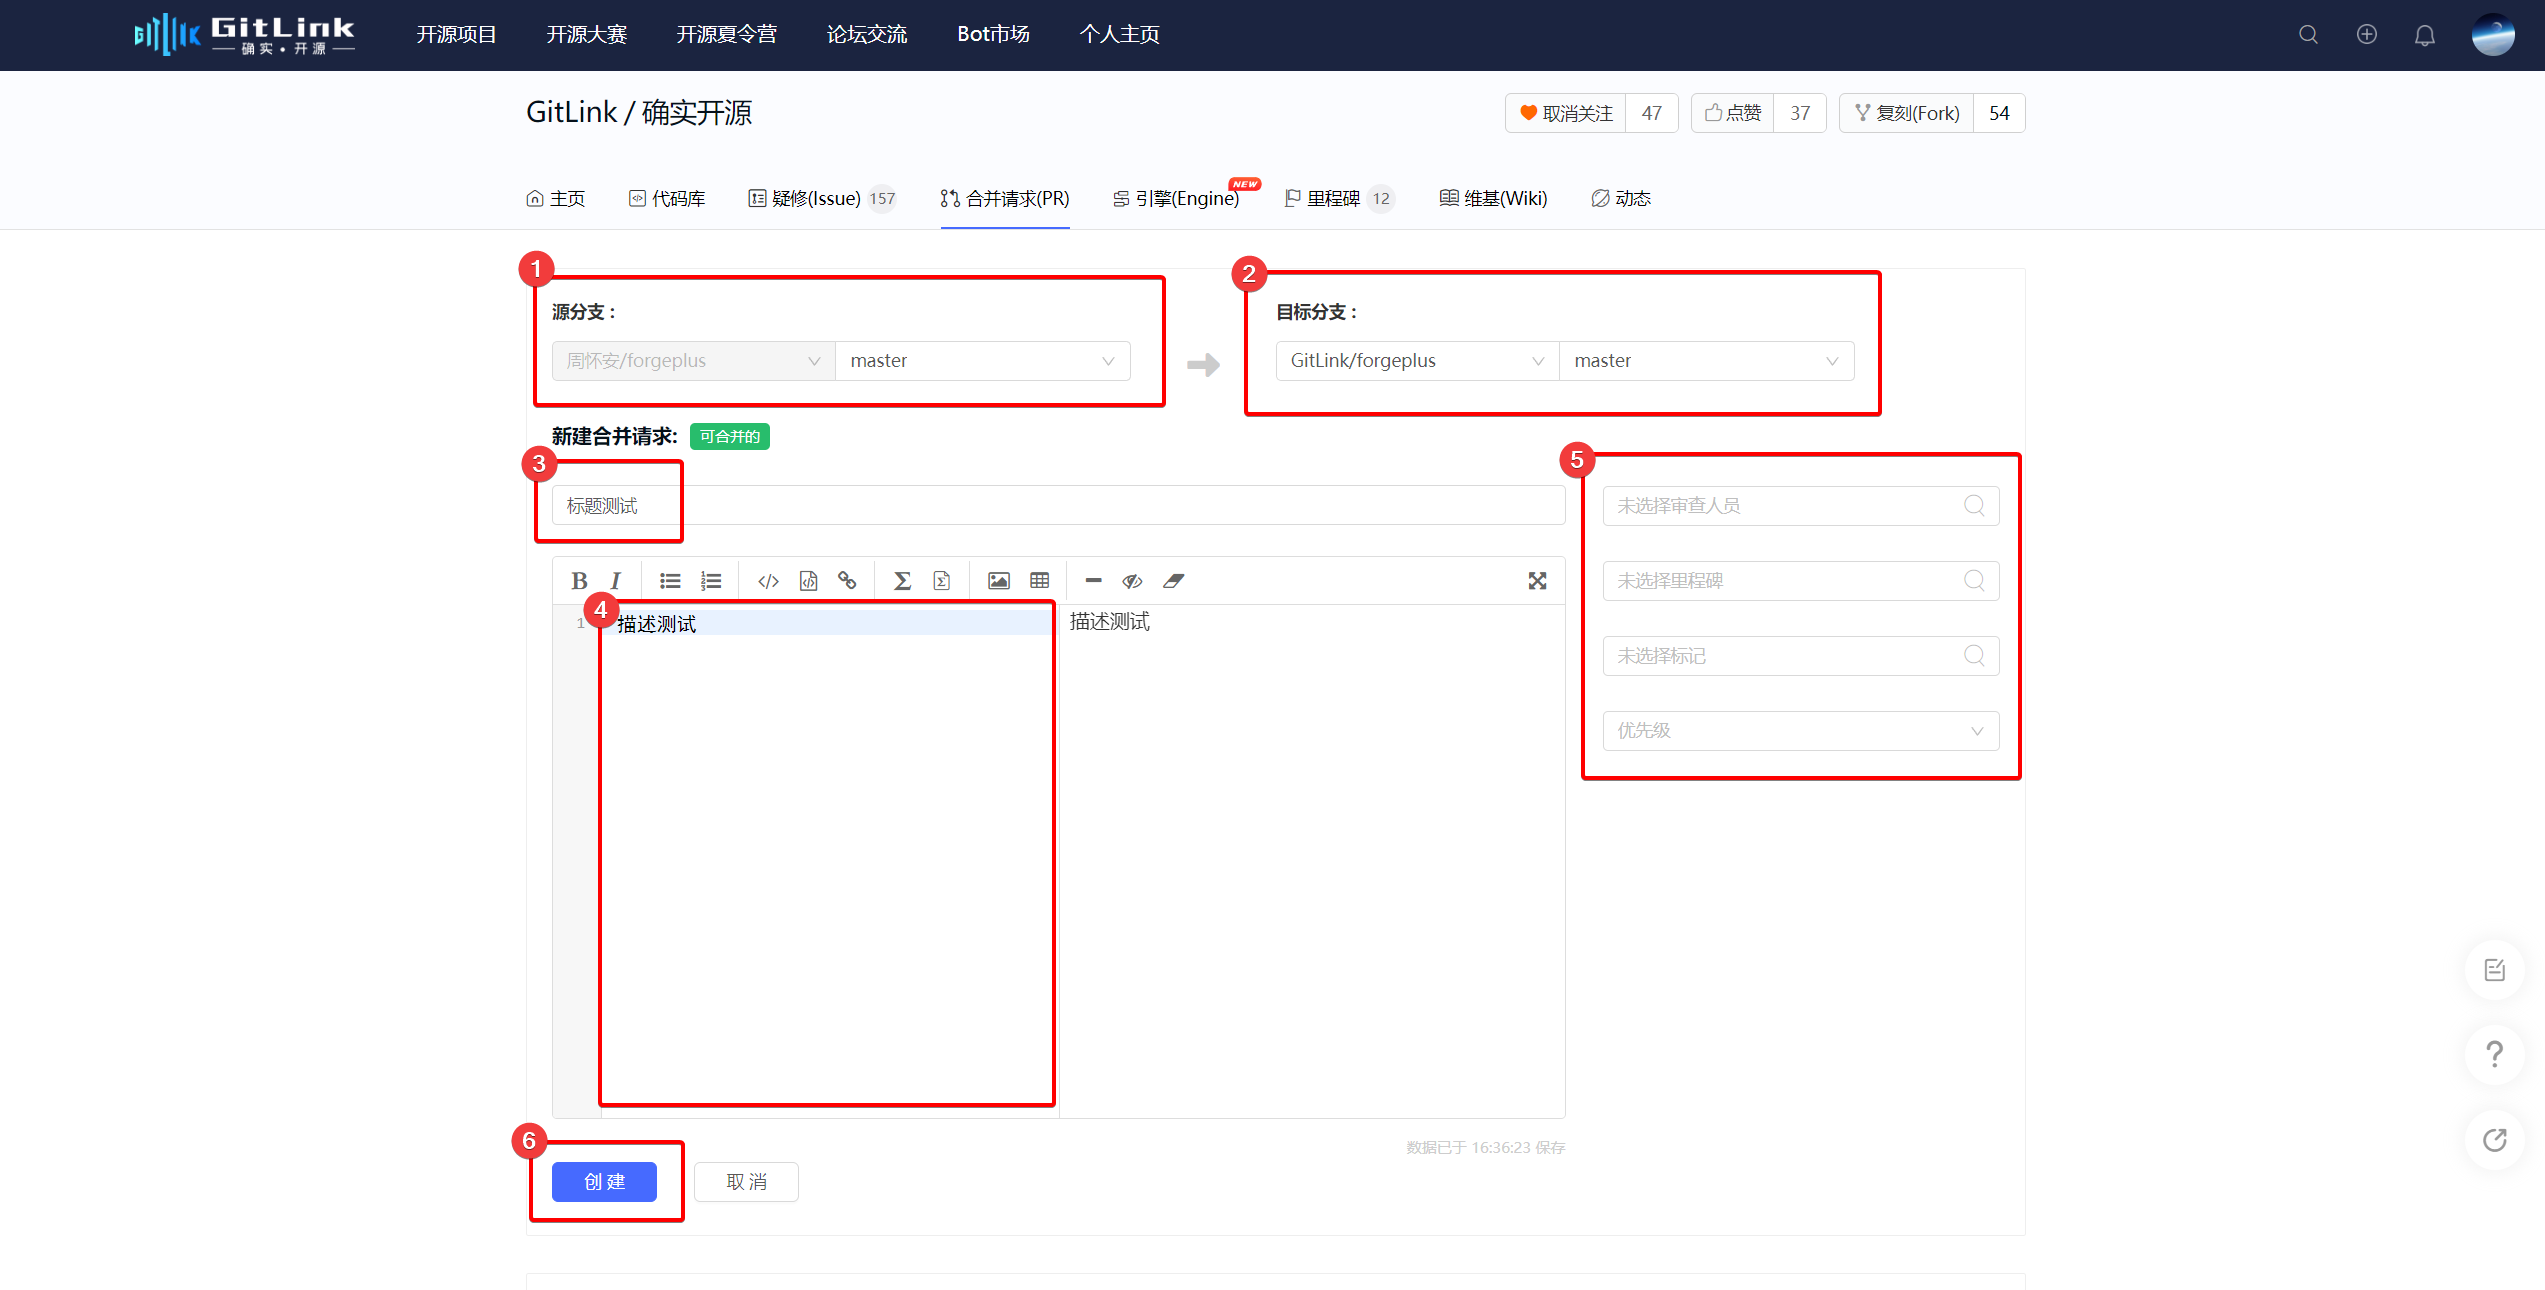 GitLink
确实·开源
开源项目 开源大赛 开源夏令营 论坛交流 Bot市场 个人主页
GitLink / 确实开源
取消关注 47 点赞 37 复刻(Fork) 54
主页 代码库 疑修(Issue) 157 合并请求(PR) 引擎(Engine) NEW 里程碑 12 维基(Wiki) 动态
1
2
源分支：
目标分支：
周怀安/forgeplus master
GitLink/forgeplus master
新建合并请求: 可合并的
3
5
标题测试
未选择审查人员
未选择里程碑
未选择标记
优先级
B I
4
1 描述测试
描述测试
数据已于 16:36:23 保存
6
创 建 取 消